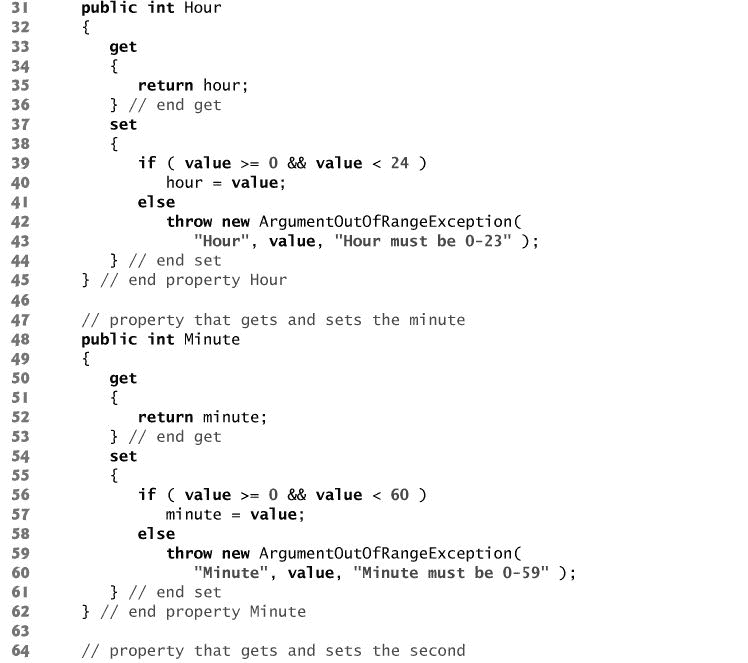 31 public int Hour
32 {
33 get
34 {
35 return hour;
36 } // end get
37 set
38 {
39 if ( value >= 0 && value < 24 )
40 hour = value;
41 else
42 throw new ArgumentOutOfRangeException(
43 "Hour", value, "Hour must be 0-23" );
44 } // end set
45 } // end property Hour
46
47 // property that gets and sets the minute
48 public int Minute
49 {
50 get
51 {
52 return minute;
53 } // end get
54 set
55 {
56 if ( value >= 0 && value < 60 )
57 minute = value;
58 else
59 throw new ArgumentOutOfRangeException(
60 "Minute", value, "Minute must be 0-59" );
61 } // end set
62 } // end property Minute
63
64 // property that gets and sets the second